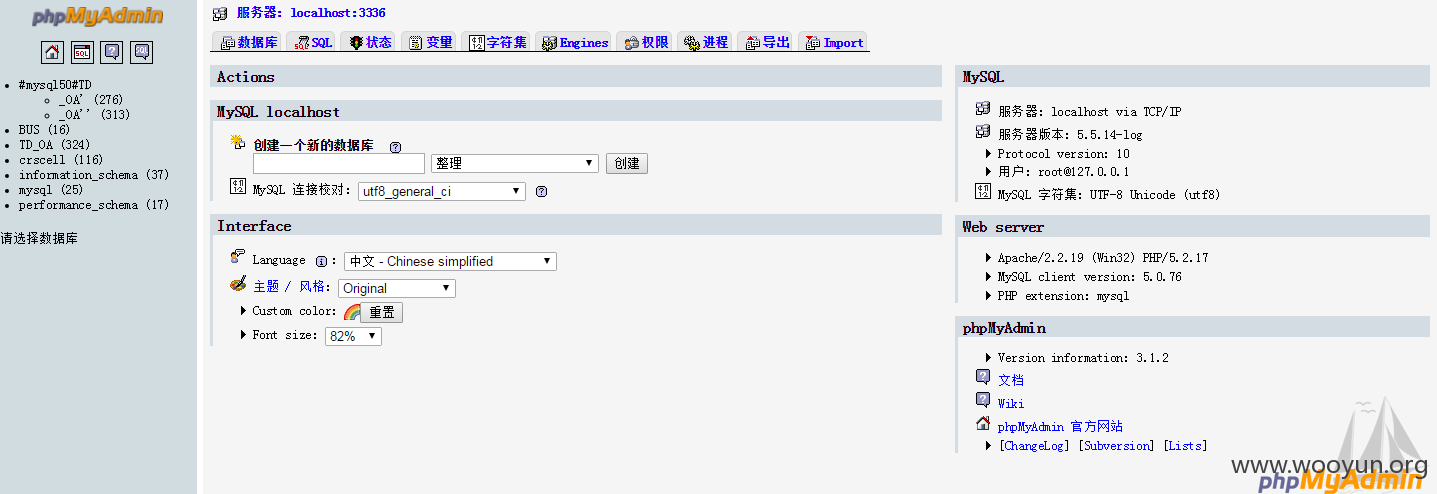 phpMyAdmin
SQL
SQL
#mysql50#TD
_OA' (276)
_OA'' (313)
BUS (16)
TD_OA (324)
crscell (116)
information_schema (37)
mysql (25)
performance_schema (17)
请选择数据库
服务器: localhost:3336
数据库 SQL 状态 变量 字符集 Engines 权限 进程 导出 Import
Actions
MySQL localhost
创建一个新的数据库
整理 创建
MySQL 连接校对: utf8_general_ci
Interface
Language : 中文 - Chinese simplified
主题 / 风格: Original
Custom color: 重置
Font size: 82%
MySQL
服务器: localhost via TCP/IP
服务器版本: 5.5.14-log
Protocol version: 10
用户: root@127.0.0.1
MySQL 字符集: UTF-8 Unicode (utf8)
Web server
Apache/2.2.19 (Win32) PHP/5.2.17
MySQL client version: 5.0.76
PHP extension: mysql
phpMyAdmin
Version information: 3.1.2
文档
Wiki
phpMyAdmin 官方网站
[ChangeLog] [Subversion] [Lists]
www.wooyun.org
phpMyAdmin